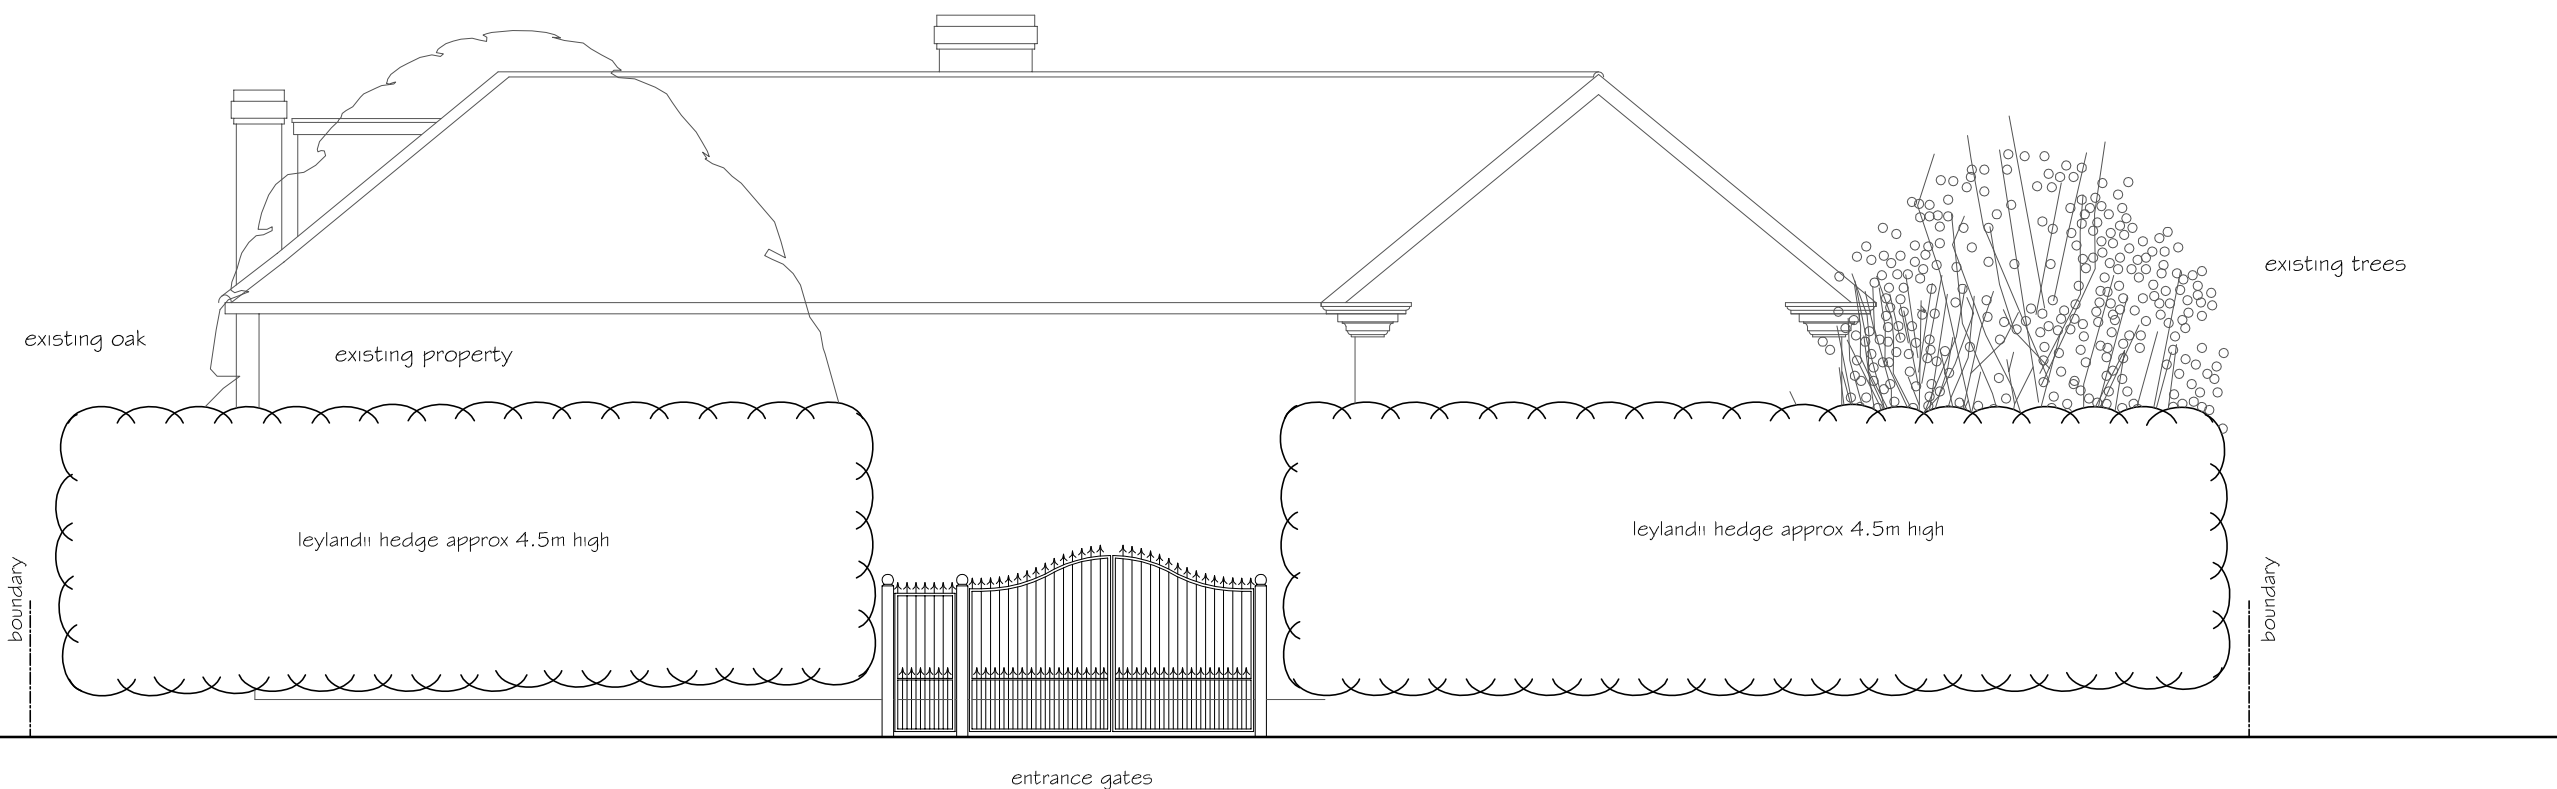 existing trees
existing oak
existing property
leylandii hedge approx 4.5m high
leylandii hedge approx 4.5m high
boundary
boundary
entrance gates